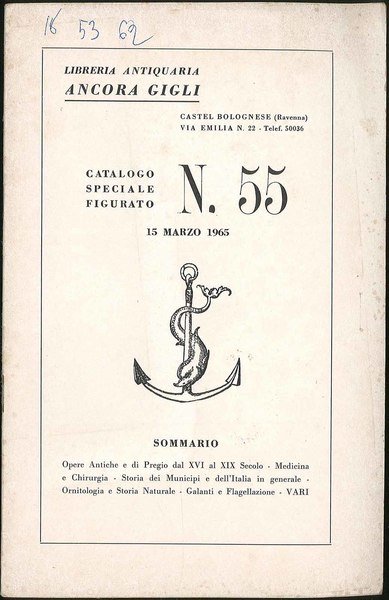 16 53 62
LIBRERIA ANTIQUARIA
ANCORA GIGLI
CASTEL BOLOGNESE (Ravenna)
VIA EMILIA N. 22 - Telef. 50036
CATALOGO
SPECIALE
FIGURATO
N. 55
15 MARZO 1965
SOMMARIO
Opere Antiche e di Pregio dal XVI al XIX Secolo - Medicina
e Chirurgia - Storia dei Municipi e dell'Italia in generale -
Ornitologia e Storia Naturale - Galanti e Flagellazione - VARI